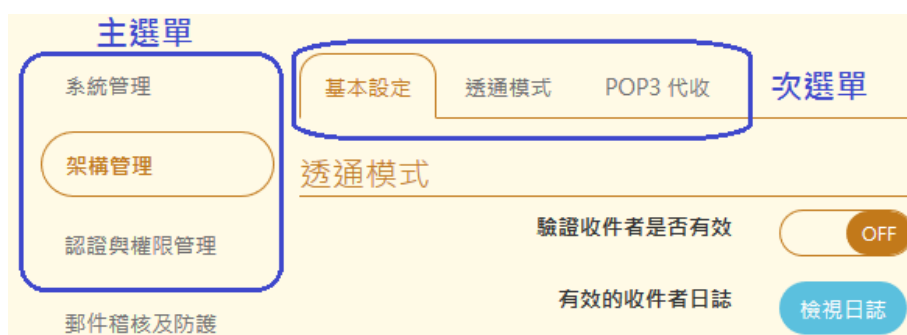 主選單
系統管理
架構管理
認證與權限管理
郵件稽核及防護
基本設定 透通模式 POP3 代收 次選單
透通模式
驗證收件者是否有效 OFF
有效的收件者日誌 檢視日誌